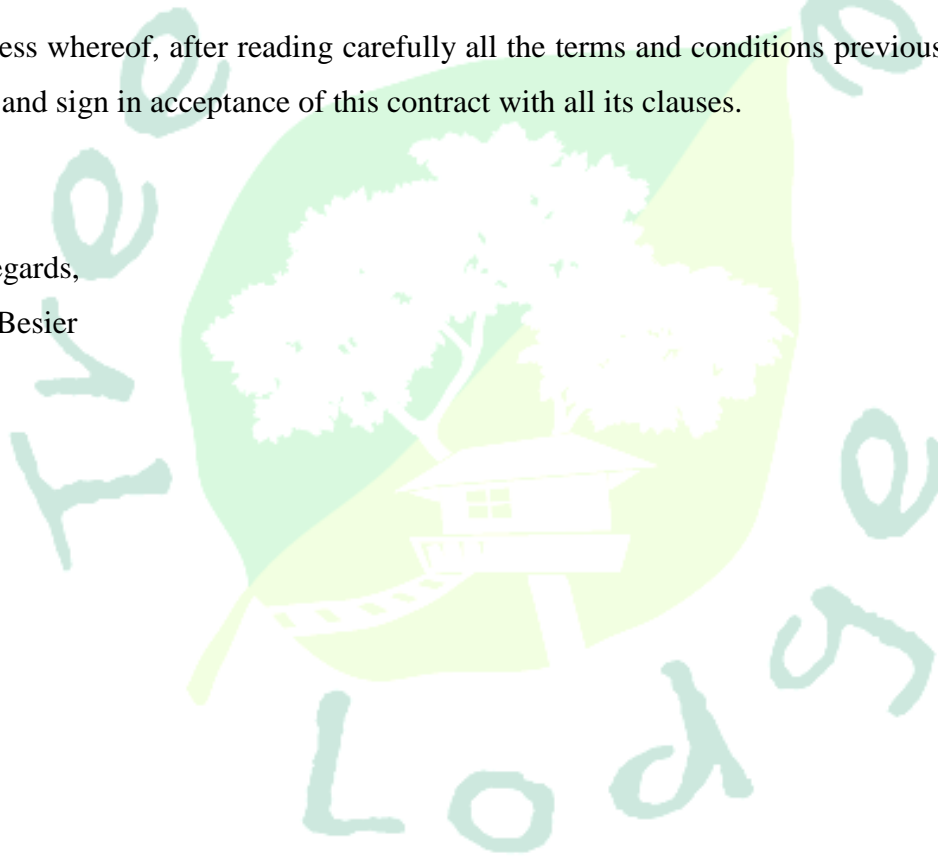 ess whereof, after reading carefully all the terms and conditions previous
and sign in acceptance of this contract with all its clauses.
egards,
Besier
Tree
Lodge